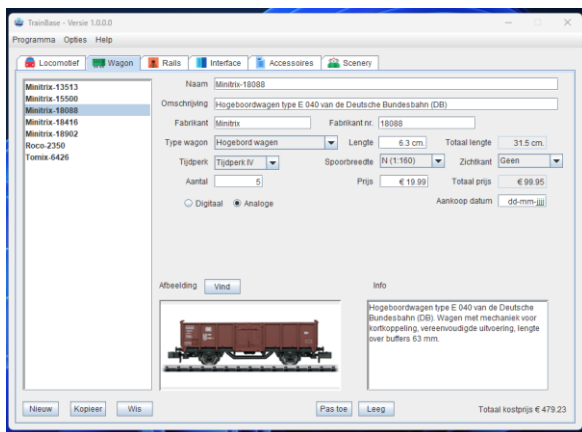 TrainBase - Versie 1.0.0.0
Programma Opties Help
Locomotief Wagon Rails Interface Accessoires Scenery
Minitrix-13513
Minitrix-15500
Minitrix-18088
Minitrix-18416
Minitrix-18902
Roco-2350
Tomix-6426
Naam Minitrix-18088
Omschrijving Hogeboordwagen type E 040 van de Deutsche Bundesbahn (DB)
Fabrikant Minitrix Fabrikant nr. 18088
Type wagon Hogebord wagen Lengte 6.3 cm. Totaal lengte 31.5 cm.
Tijdperk Tijdperk IV Spoorbreedte N (1:160) Zichtkant Geen
Aantal 5 Prijs € 19.99 Totaal prijs € 99.95
Digitaal Analoge Aankoop datum dd-mm-jjjj
Afbeelding Vind Info
Hogeboordwagen type E 040 van de Deutsche
Bundesbahn (DB). Wagen met mechaniek voor
kortkoppeling, vereenvoudigde uitvoering, lengte
over buffers 63 mm.
Nieuw Kopieer Wis Pas toe Leeg Totaal kostprijs € 479.23